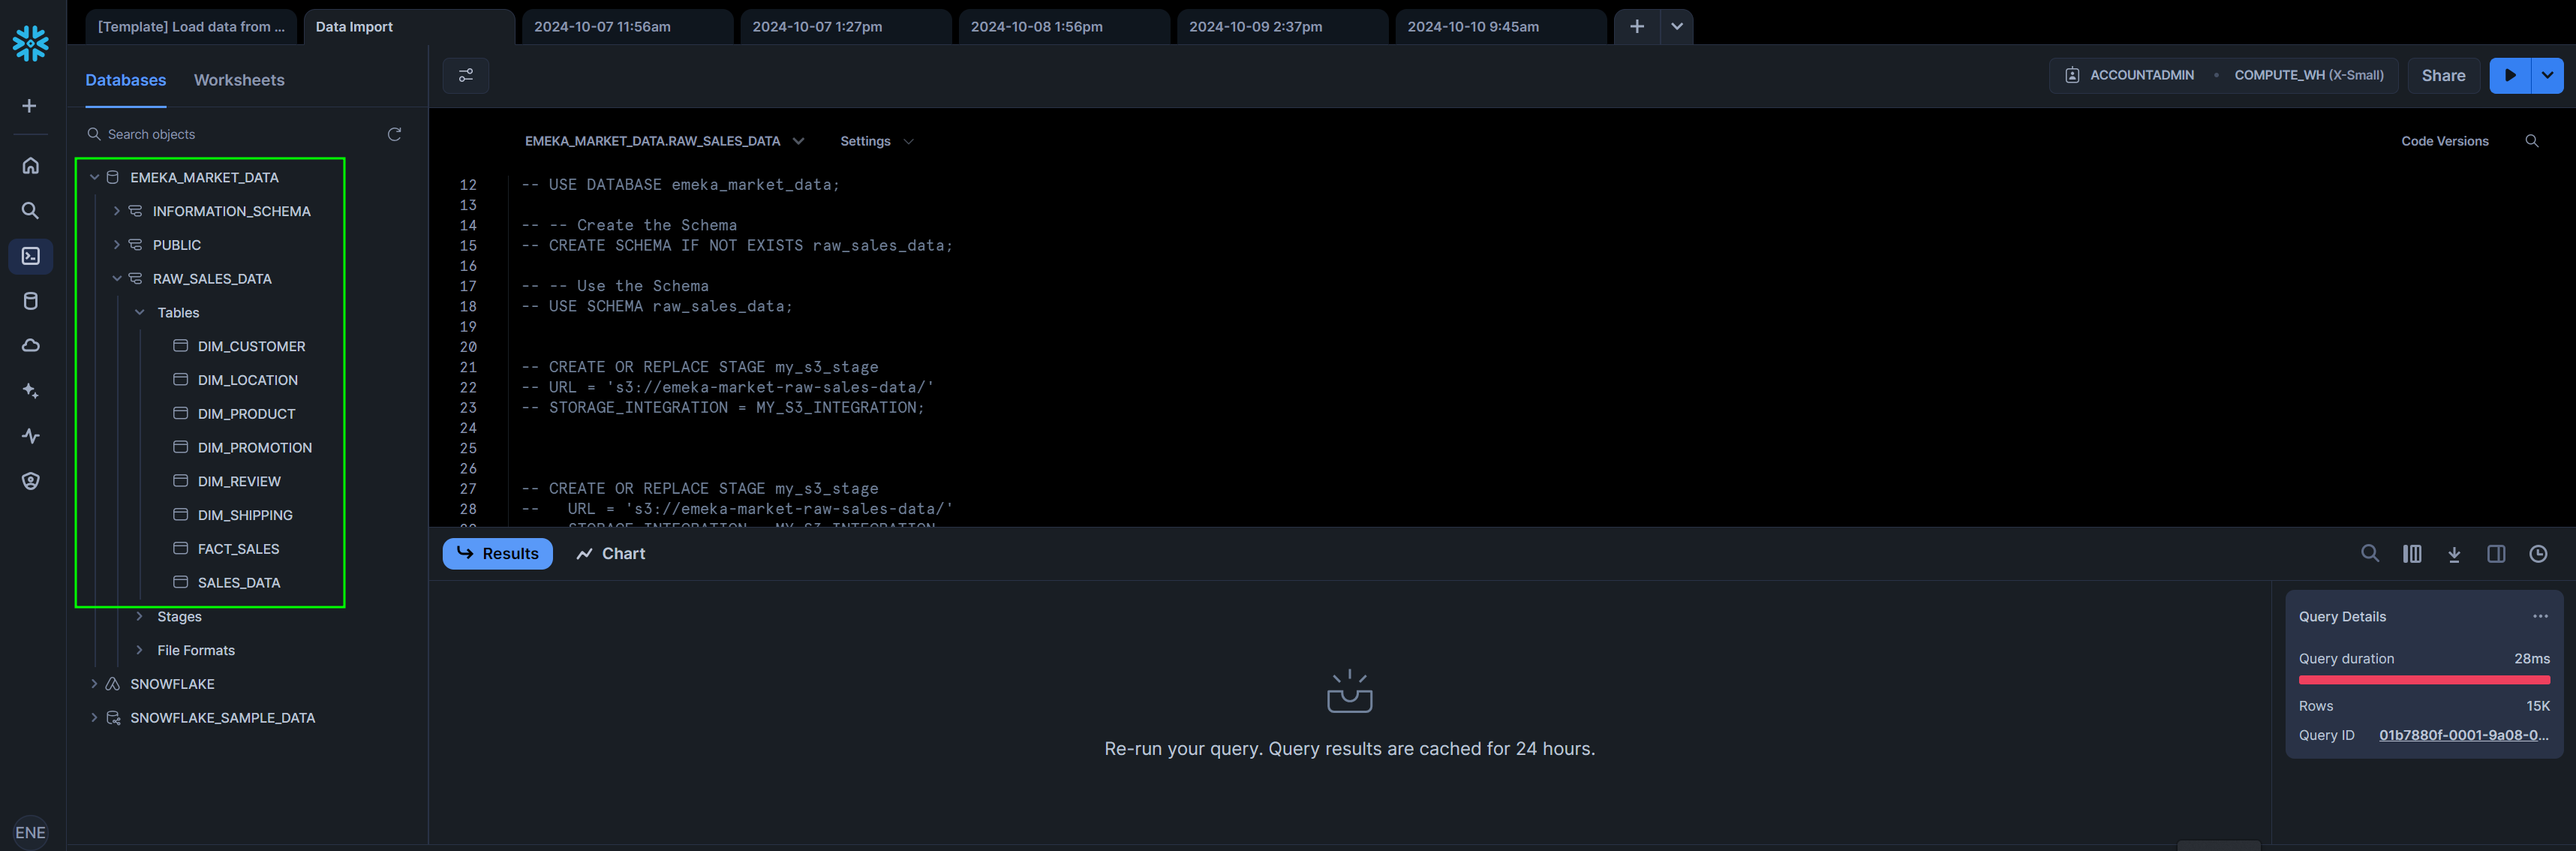 [Template] Load data from ...
Data Import
2024-10-07 11:56am
2024-10-07 1:27pm
2024-10-08 1:56pm
2024-10-09 2:37pm
2024-10-10 9:45am
Databases
Worksheets
Search objects
EMEKA_MARKET_DATA
INFORMATION_SCHEMA
PUBLIC
RAW_SALES_DATA
Tables
DIM_CUSTOMER
DIM_LOCATION
DIM_PRODUCT
DIM_PROMOTION
DIM_REVIEW
DIM_SHIPPING
FACT_SALES
SALES_DATA
Stages
File Formats
SNOWFLAKE
SNOWFLAKE_SAMPLE_DATA
ENE
ACCOUNTADMIN
COMPUTE_WH (X-Small)
Share
EMEKA_MARKET_DATA.RAW_SALES_DATA
Settings
Code Versions
12 -- USE DATABASE emeka_market_data;
13
14 -- -- Create the Schema
15 -- CREATE SCHEMA IF NOT EXISTS raw_sales_data;
16
17 -- -- Use the Schema
18 -- USE SCHEMA raw_sales_data;
19
20
21 -- CREATE OR REPLACE STAGE my_s3_stage
22 -- URL = 's3://emeka-market-raw-sales-data/'
23 -- STORAGE_INTEGRATION = MY_S3_INTEGRATION;
24
25
26
27 -- CREATE OR REPLACE STAGE my_s3_stage
28 --   URL = 's3://emeka-market-raw-sales-data/'
Results
Chart
Re-run your query. Query results are cached for 24 hours.
Query Details
Query duration 28ms
Rows 15K
Query ID 01b7880f-0001-9a08-0...